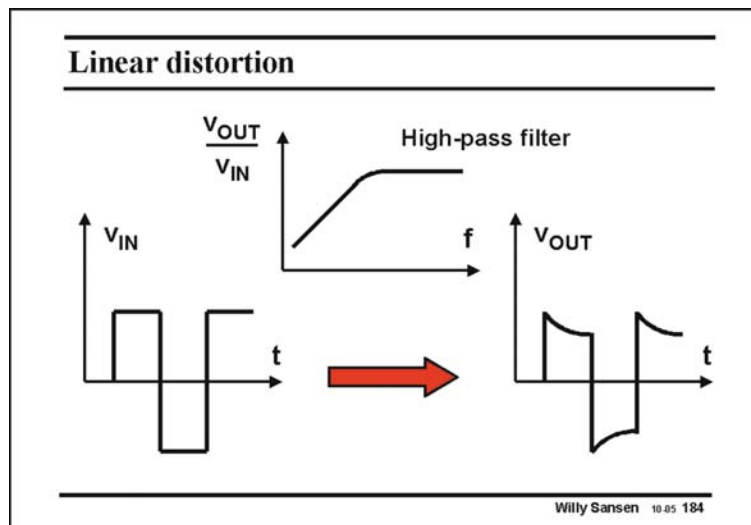 Linear distortion
vOUT
vIN
High-pass filter
f
vIN
t
vOUT
t
Willy Sansen 10-05 184